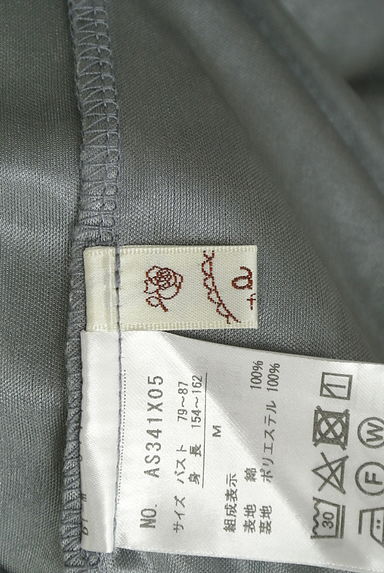 +a
NO. AS341X05
サイズ バスト 79～87
身長 154～162
M
組成表示
表地 綿 100%
裏地 ポリエステル 100%
30
F W